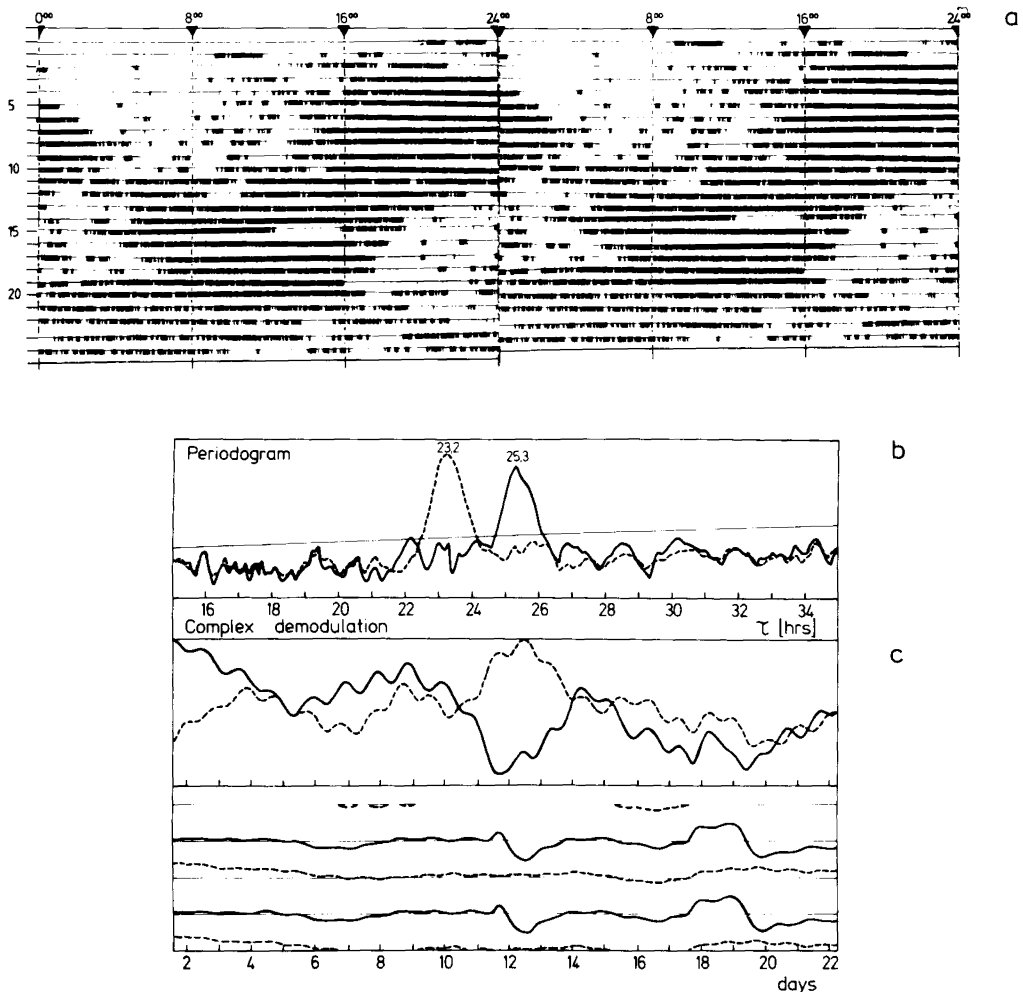 0⁰⁰ 8⁰⁰ 16⁰⁰ 24⁰⁰ 8⁰⁰ 16⁰⁰ 24⁰⁰ a
5
10
15
20
b
Periodogram 23.2 25.3
16 18 20 22 24 26 28 30 32 34
Complex demodulation τ [hrs]
c
2 4 6 8 10 12 14 16 18 20 22
days